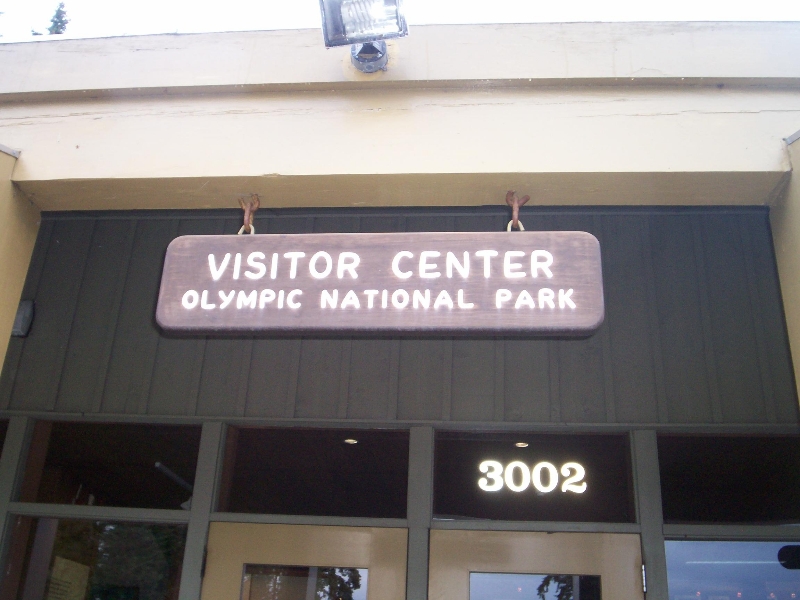 VISITOR CENTER
OLYMPIC NATIONAL PARK
3002